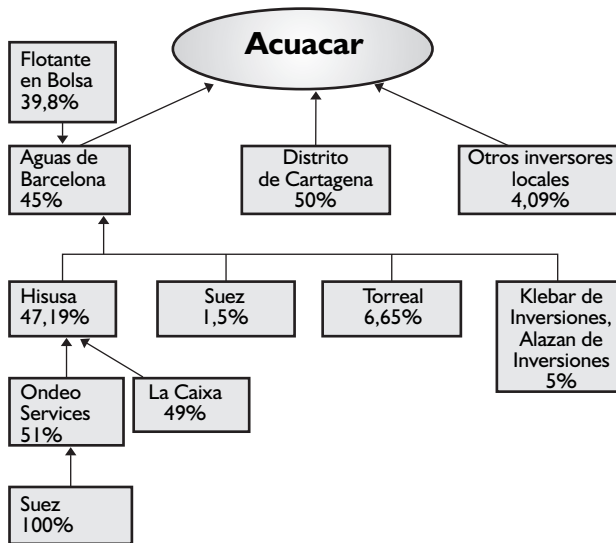 Acuacar
Flotante
en Bolsa
39,8%
Aguas de
Barcelona
45%
Distrito
de Cartagena
50%
Otros inversores
locales
4,09%
Hisusa
47,19%
Suez
1,5%
Torreal
6,65%
Klebar de
Inversiones,
Alazan de
Inversiones
5%
Ondeo
Services
51%
La Caixa
49%
Suez
100%